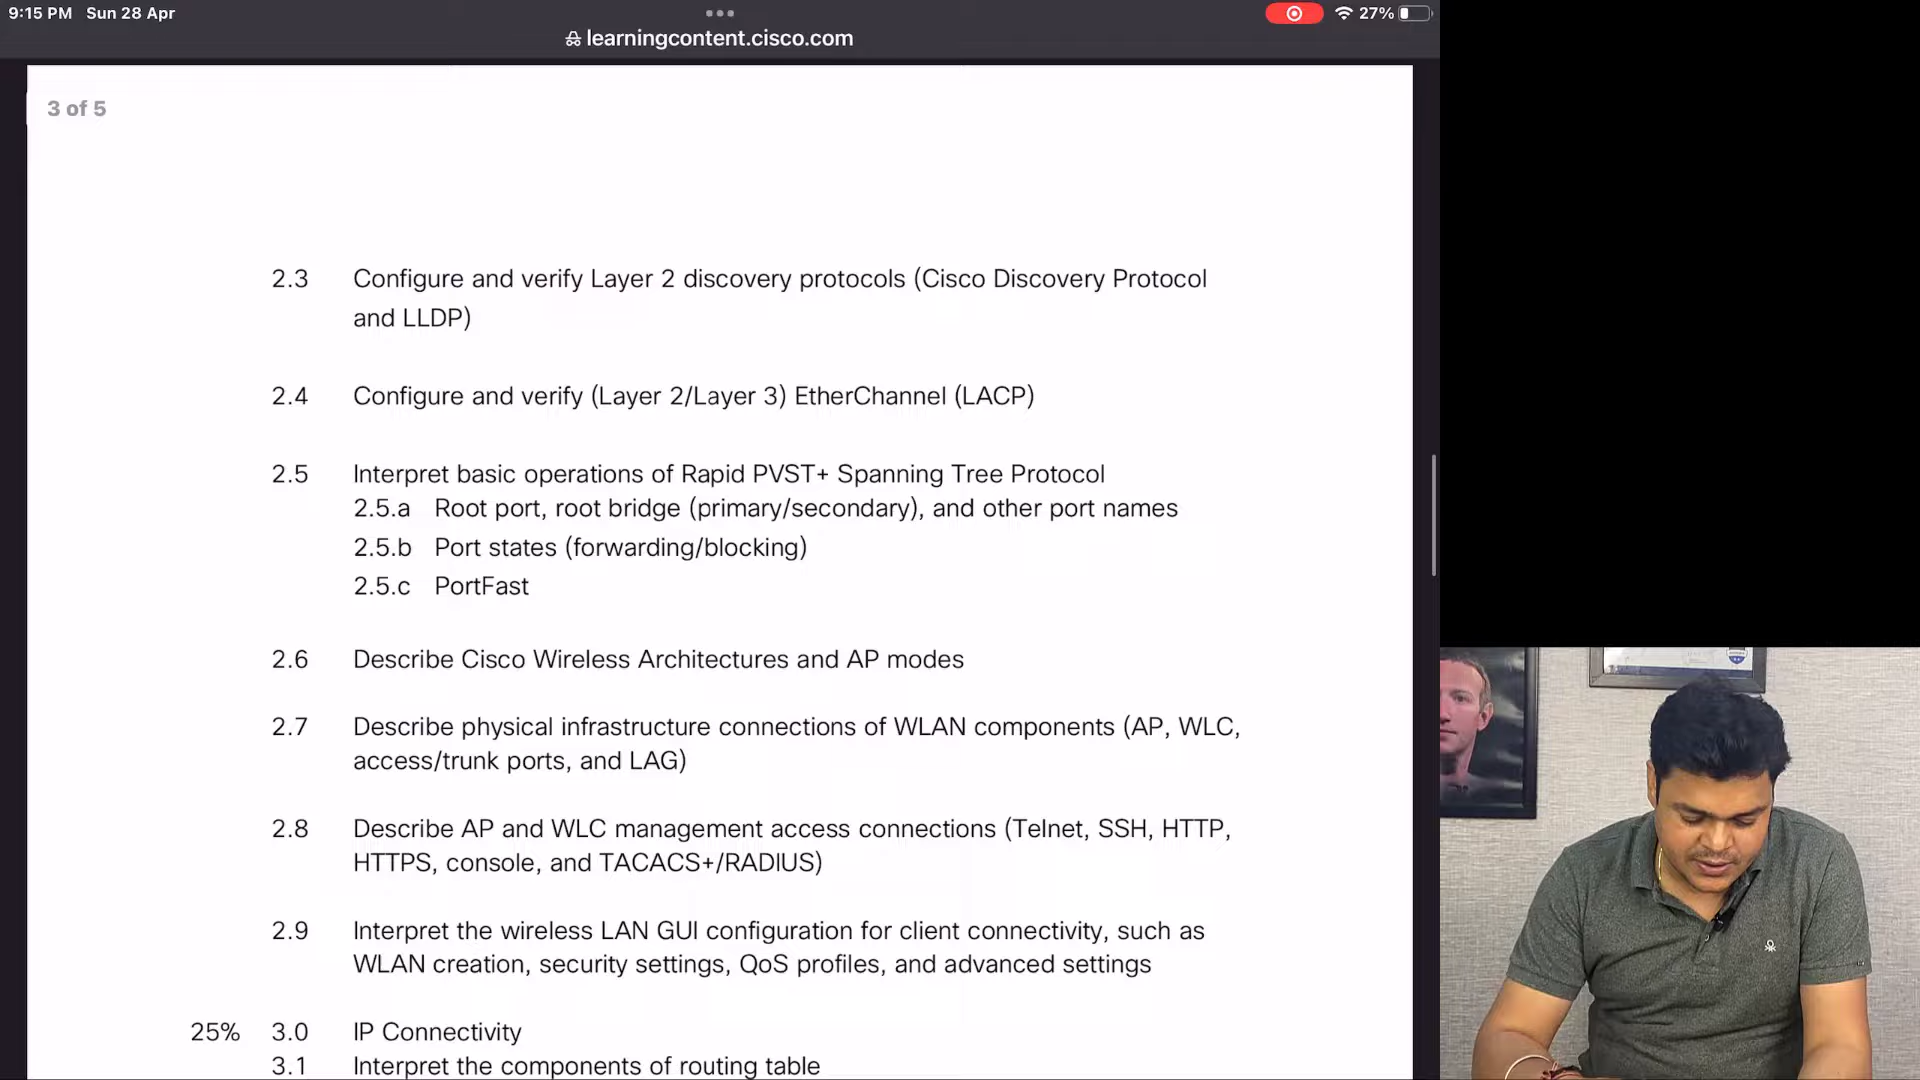 9:15 PM Sun 28 Apr
27%
learningcontent.cisco.com
3 of 5
2.3 Configure and verify Layer 2 discovery protocols (Cisco Discovery Protocol
and LLDP)
2.4 Configure and verify (Layer 2/Layer 3) EtherChannel (LACP)
2.5 Interpret basic operations of Rapid PVST+ Spanning Tree Protocol
2.5.a Root port, root bridge (primary/secondary), and other port names
2.5.b Port states (forwarding/blocking)
2.5.c PortFast
2.6 Describe Cisco Wireless Architectures and AP modes
2.7 Describe physical infrastructure connections of WLAN components (AP, WLC,
access/trunk ports, and LAG)
2.8 Describe AP and WLC management access connections (Telnet, SSH, HTTP,
HTTPS, console, and TACACS+/RADIUS)
2.9 Interpret the wireless LAN GUI configuration for client connectivity, such as
WLAN creation, security settings, QoS profiles, and advanced settings
25% 3.0 IP Connectivity
3.1 Interpret the components of routing table